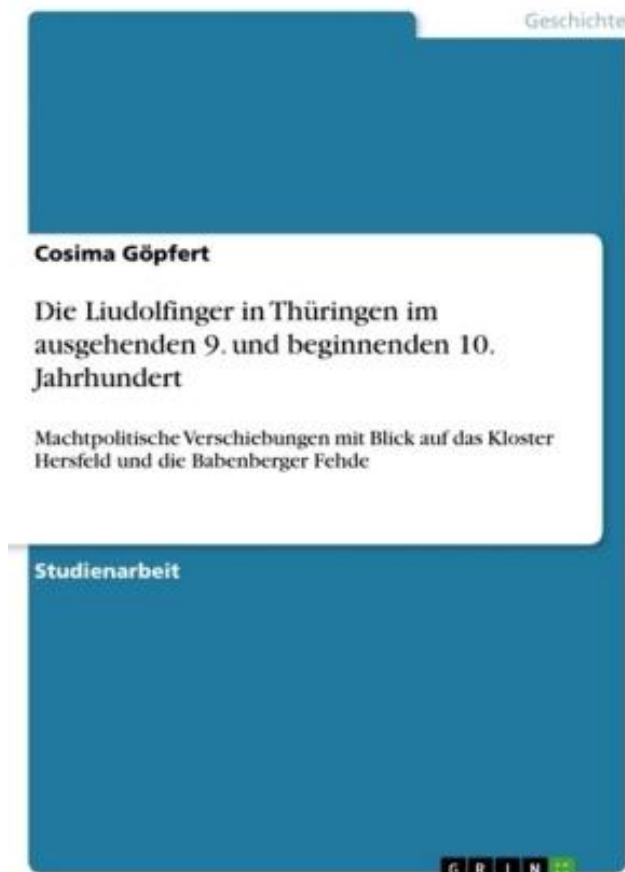 Geschichte
Cosima Göpfert
Die Liudolfinger in Thüringen im
ausgehenden 9. und beginnenden 10.
Jahrhundert
Machtpolitische Verschiebungen mit Blick auf das Kloster
Hersfeld und die Babenberger Fehde
Studienarbeit
GRIN